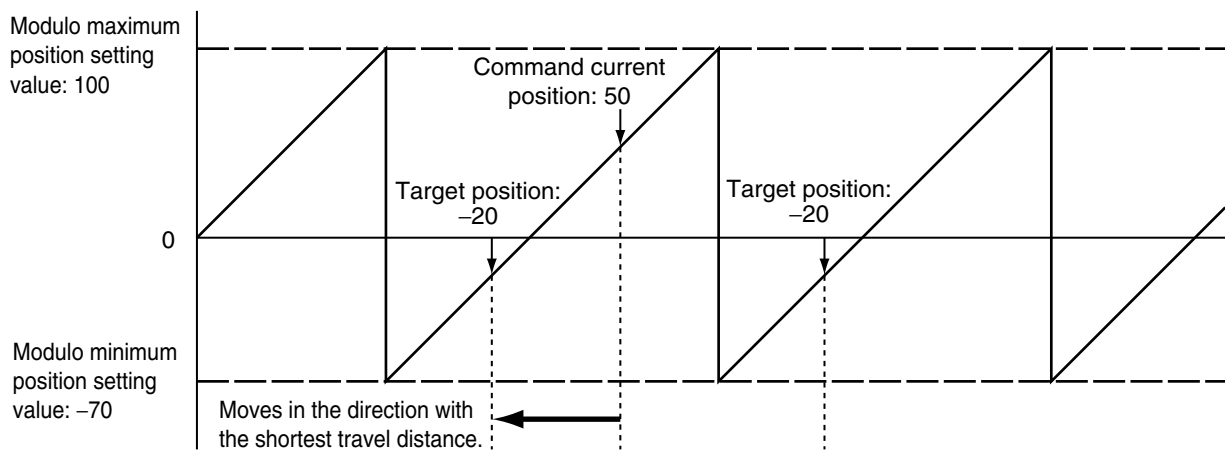 Modulo maximum
position setting
value: 100
Command current
position: 50
Target position:
–20
Target position:
–20
0
Modulo minimum
position setting
value: –70
Moves in the direction with
the shortest travel distance.